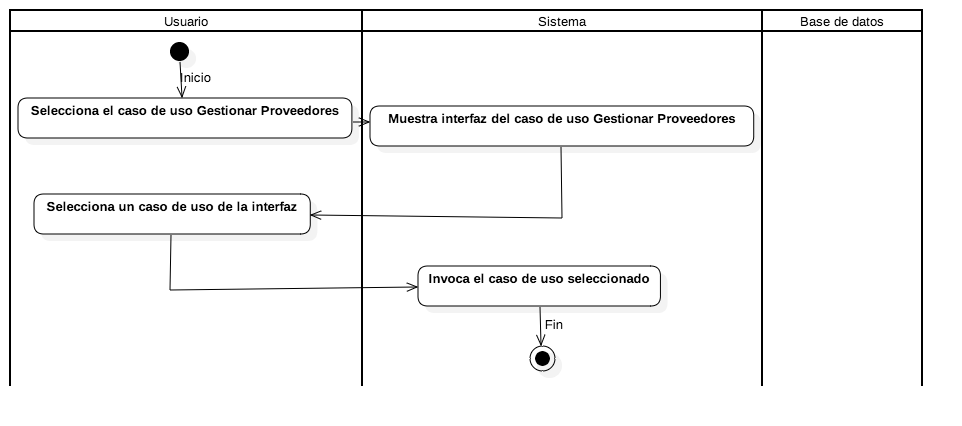 Usuario
Sistema
Base de datos
Inicio
Selecciona el caso de uso Gestionar Proveedores
Muestra interfaz del caso de uso Gestionar Proveedores
Selecciona un caso de uso de la interfaz
Invoca el caso de uso seleccionado
Fin